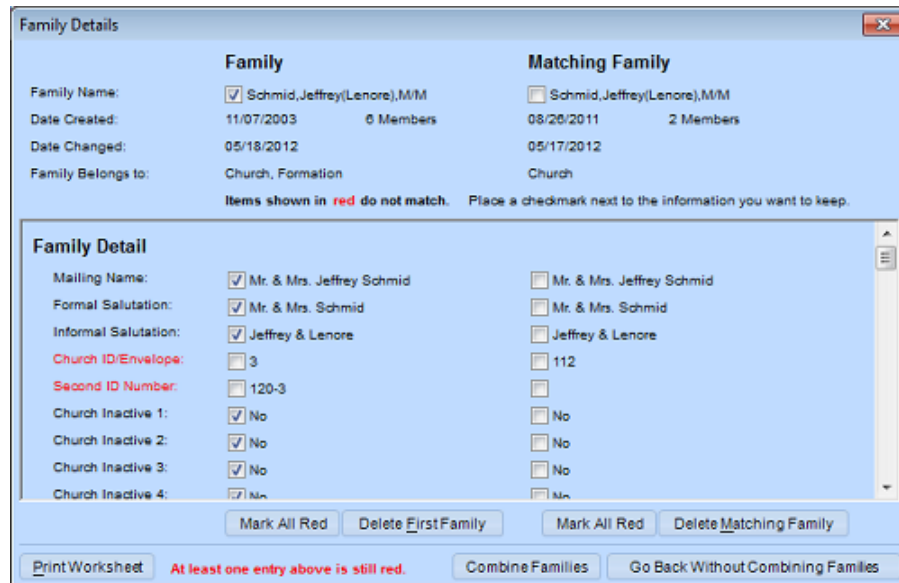 Family Details
Family Matching Family
Family Name: Schmid,Jeffrey(Lenore),M/M Schmid,Jeffrey(Lenore),M/M
Date Created: 11/07/2003 6 Members 08/26/2011 2 Members
Date Changed: 05/18/2012 05/17/2012
Family Belongs to: Church, Formation Church
Items shown in red do not match. Place a checkmark next to the information you want to keep.
Family Detail
Mailing Name: Mr. & Mrs. Jeffrey Schmid Mr. & Mrs. Jeffrey Schmid
Formal Salutation: Mr. & Mrs. Schmid Mr. & Mrs. Schmid
Informal Salutation: Jeffrey & Lenore Jeffrey & Lenore
Church ID/Envelope: 3 112
Second ID Number: 120-3
Church Inactive 1: No No
Church Inactive 2: No No
Church Inactive 3: No No
Church Inactive 4: No No
Mark All Red Delete First Family Mark All Red Delete Matching Family
Print Worksheet At least one entry above is still red. Combine Families Go Back Without Combining Families